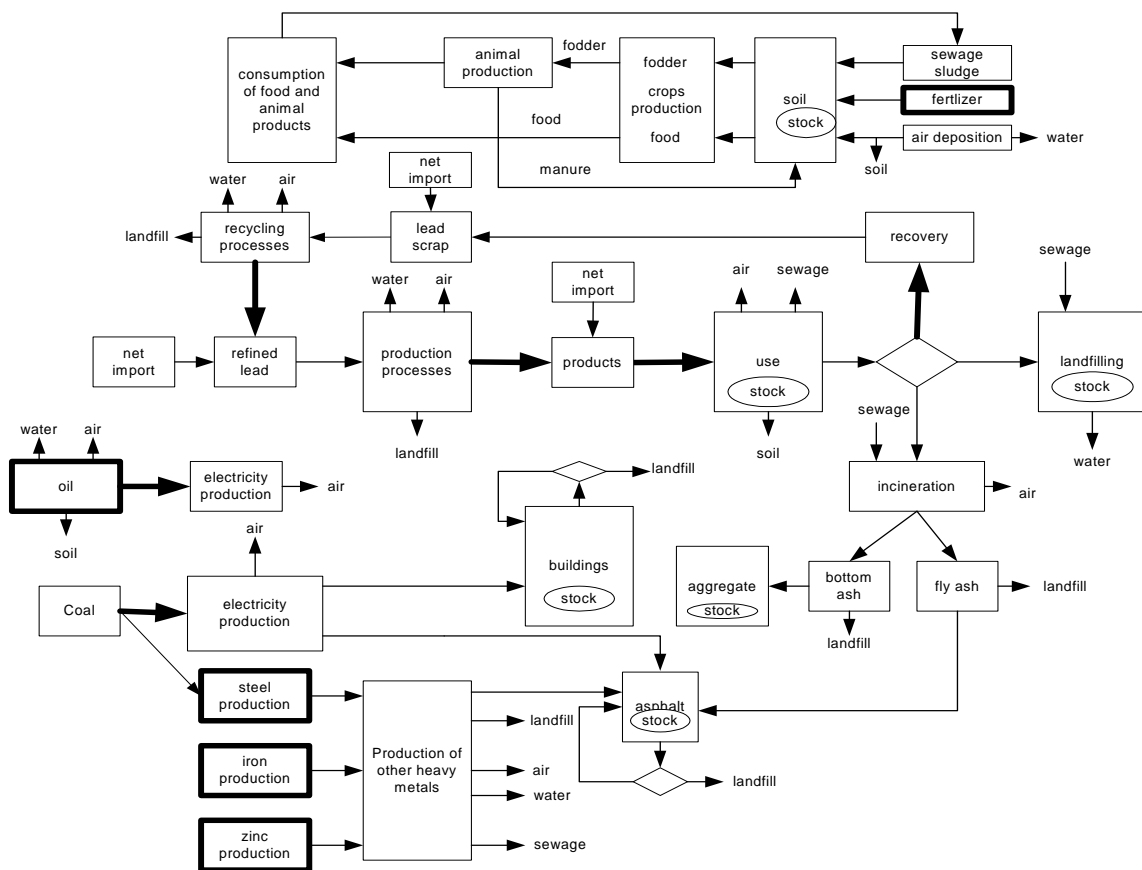 consumption
of food and
animal
products
animal
production
fodder
food
manure
fodder
crops
production
food
soil
stock
sewage
sludge
fertlizer
air deposition
water
soil
water
air
landfill
recycling
processes
net
import
lead
scrap
recovery
net
import
refined
lead
water
air
production
processes
landfill
net
import
products
air
sewage
use
stock
soil
sewage
landfilling
stock
water
sewage
incineration
air
water
air
oil
soil
electricity
production
air
landfill
buildings
stock
aggregate
stock
bottom
ash
landfill
fly ash
landfill
air
Coal
electricity
production
steel
production
iron
production
zinc
production
Production of
other heavy
metals
landfill
air
water
sewage
asphalt
stock
landfill